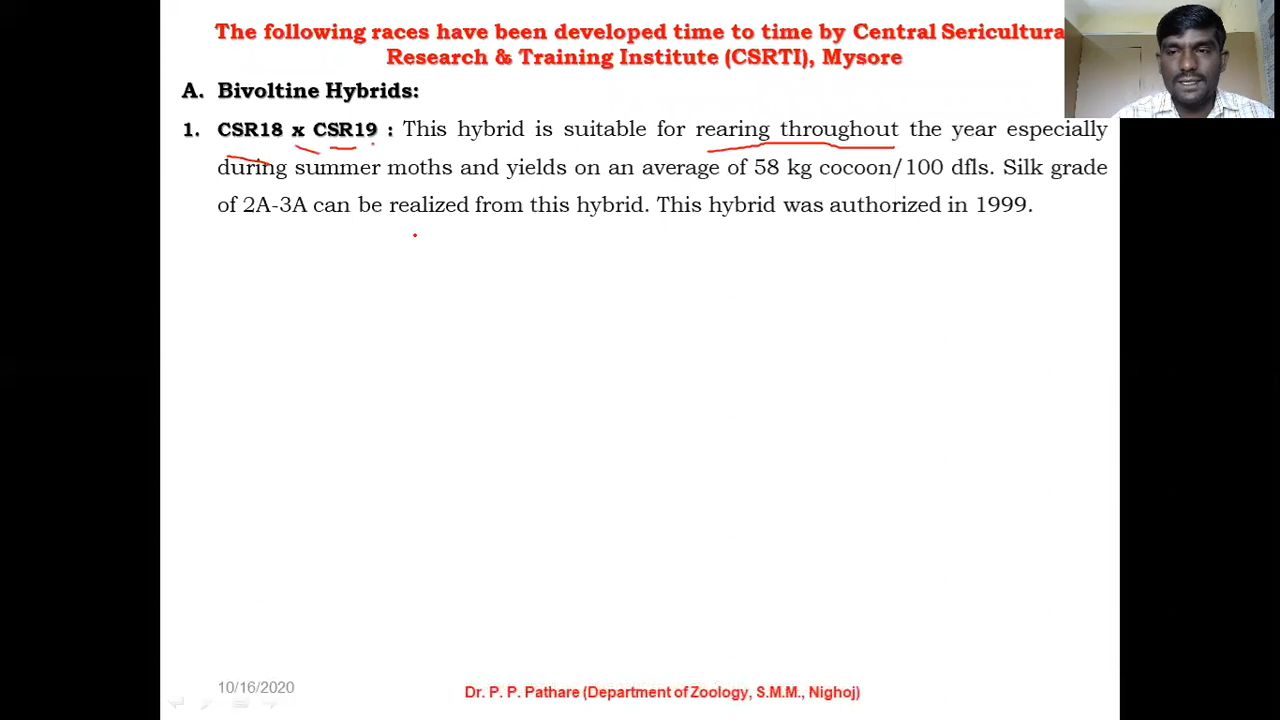 The following races have been developed time to time by Central Sericultura
Research & Training Institute (CSRTI), Mysore
A. Bivoltine Hybrids:
1. CSR18 x CSR19 : This hybrid is suitable for rearing throughout the year especially
during summer moths and yields on an average of 58 kg cocoon/100 dfls. Silk grade
of 2A-3A can be realized from this hybrid. This hybrid was authorized in 1999.
10/16/2020
Dr. P. P. Pathare (Department of Zoology, S.M.M., Nighoj)